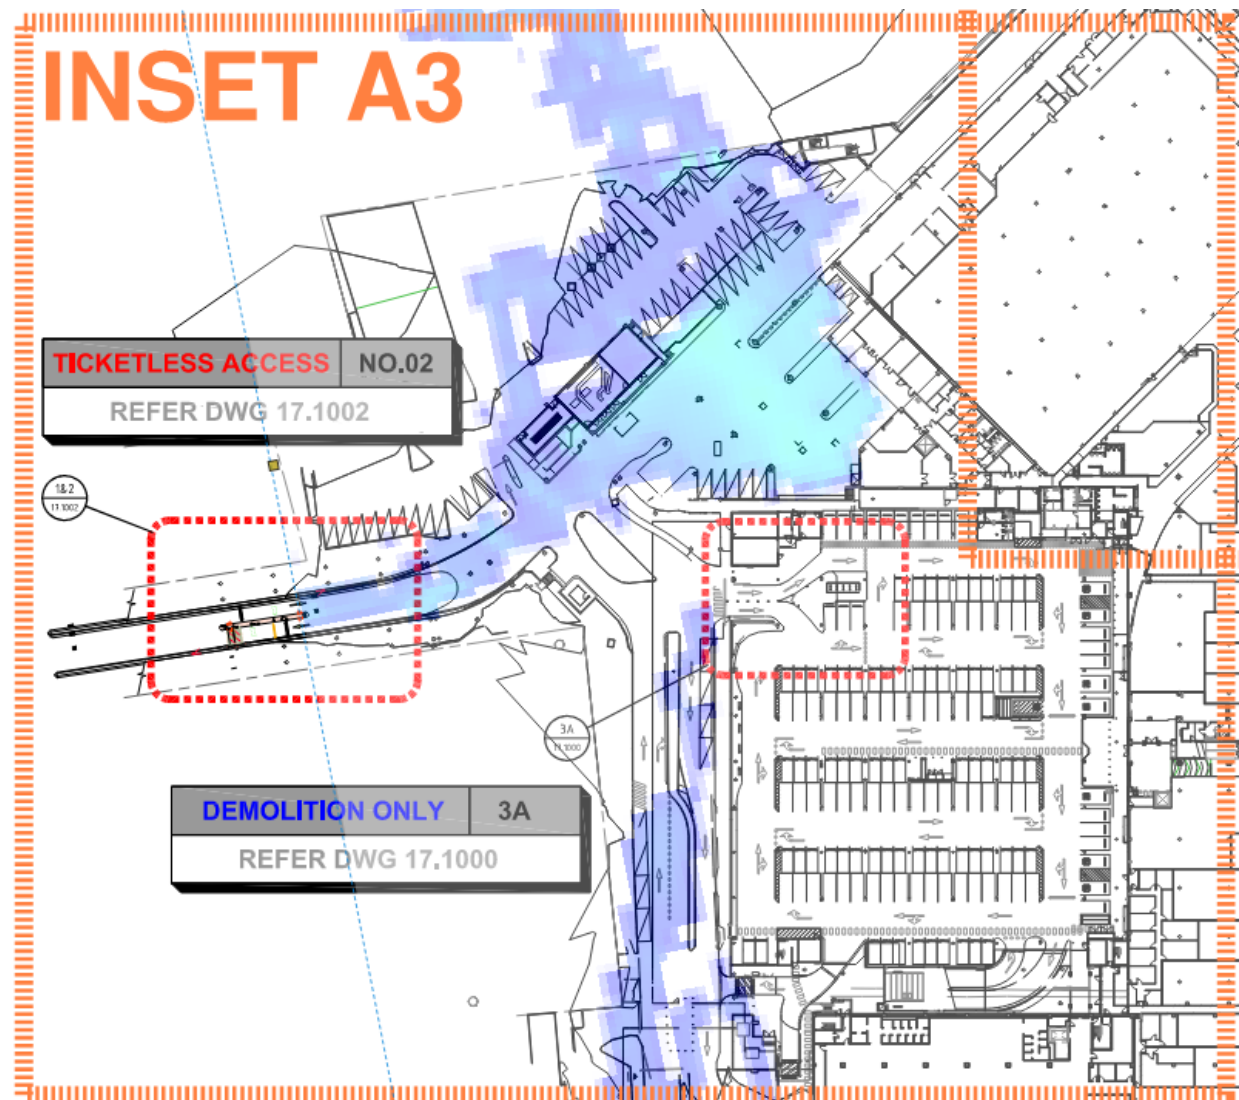 INSET A3
TICKETLESS ACCESS NO.02
REFER DWG 17.1002
1&2
17.1002
3A
17.1000
DEMOLITION ONLY 3A
REFER DWG 17.1000